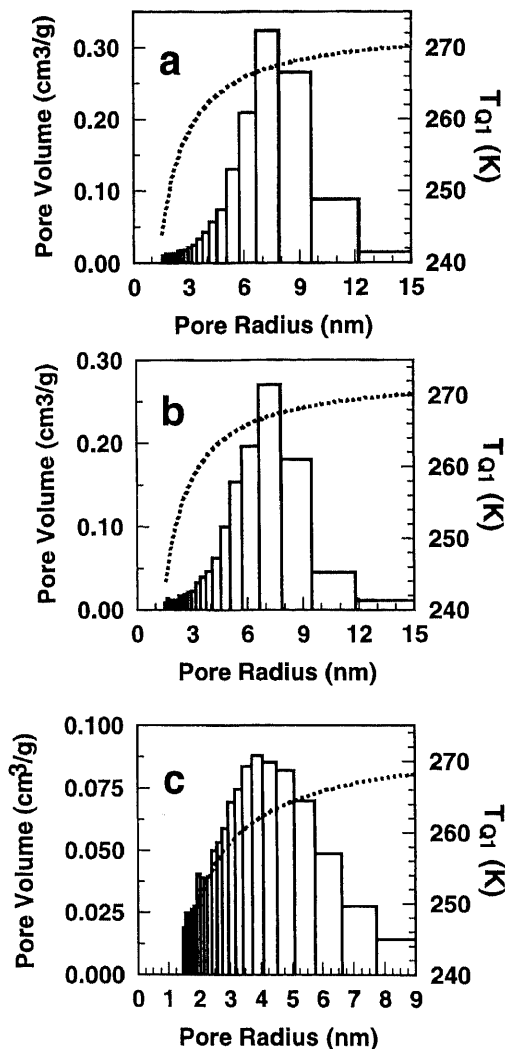 a
Pore Volume (cm3/g)
0.30
0.20
0.10
0.00
270
260
250
240
T_Q1 (K)
0 3 6 9 12 15
Pore Radius (nm)
b
Pore Volume (cm3/g)
0.30
0.20
0.10
0.00
270
260
250
240
T_Q1 (K)
0 3 6 9 12 15
Pore Radius (nm)
c
Pore Volume (cm³/g)
0.100
0.075
0.050
0.025
0.000
270
260
250
240
T_Q1 (K)
0 1 2 3 4 5 6 7 8 9
Pore Radius (nm)